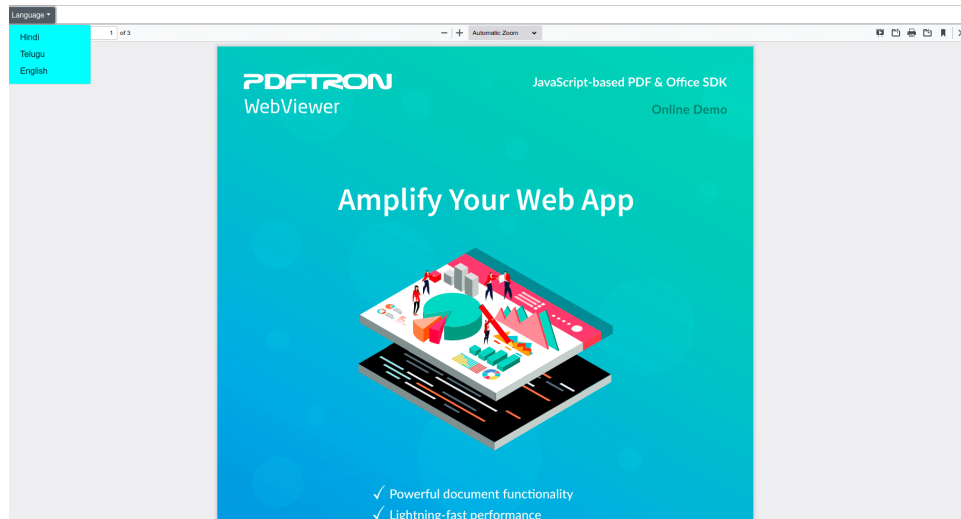 Language
Hindi
Telugu
English
1 of 3
Automatic Zoom
PDFTRON
WebViewer
JavaScript-based PDF & Office SDK
Online Demo
Amplify Your Web App
✓ Powerful document functionality
✓ Lightning-fast performance